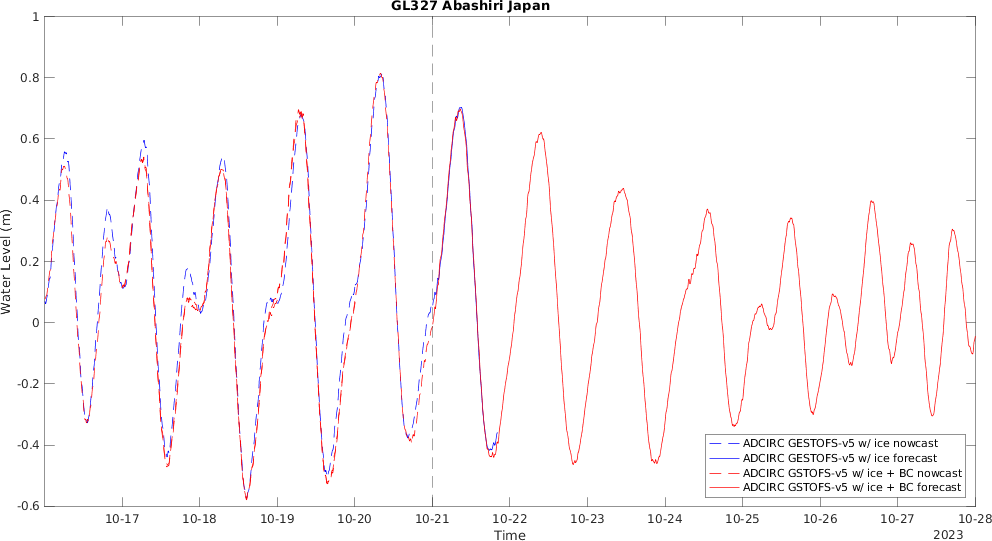 GL327 Abashiri Japan
1
0.8
0.6
0.4
0.2
0
-0.2
-0.4
-0.6
Water Level (m)
10-17 10-18 10-19 10-20 10-21 10-22 10-23 10-24 10-25 10-26 10-27 10-28
Time
2023
ADCIRC GESTOFS-v5 w/ ice nowcast
ADCIRC GESTOFS-v5 w/ ice forecast
ADCIRC GSTOFS-v5 w/ ice + BC nowcast
ADCIRC GSTOFS-v5 w/ ice + BC forecast